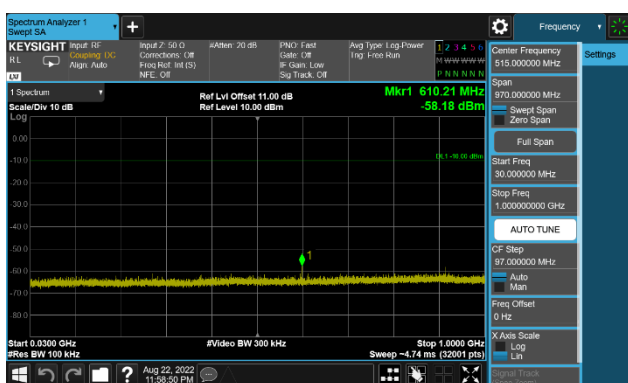 Spectrum Analyzer 1
Swept SA
Frequency
KEYSIGHT
Input: RF
Input Z: 50 Ω
#Atten: 20 dB
PNO: Fast
Avg Type: Log-Power
1 2 3 4 5 6
RL
Coupling: DC
Corrections: Off
Gate: Off
Trig: Free Run
M W W W W W
Align: Auto
Freq Ref: Int (S)
IF Gain: Low
NFE: Off
Sig Track: Off
P N N N N N
1 Spectrum
Ref Lvl Offset 11.00 dB
Mkr1 610.21 MHz
Scale/Div 10 dB
Ref Level 10.00 dBm
-58.18 dBm
Log
0.00
DL1 -10.00 dBm
-10.0
-20.0
-30.0
-40.0
-50.0
1
-60.0
-70.0
-80.0
Start 0.0300 GHz
#Video BW 300 kHz
Stop 1.0000 GHz
#Res BW 100 kHz
Sweep ~4.74 ms (32001 pts)
Aug 22, 2022
11:58:50 PM
Center Frequency
515.000000 MHz
Settings
Span
970.000000 MHz
Swept Span
Zero Span
Full Span
Start Freq
30.000000 MHz
Stop Freq
1.000000000 GHz
AUTO TUNE
CF Step
97.000000 MHz
Auto
Man
Freq Offset
0 Hz
X Axis Scale
Log
Lin
Signal Track